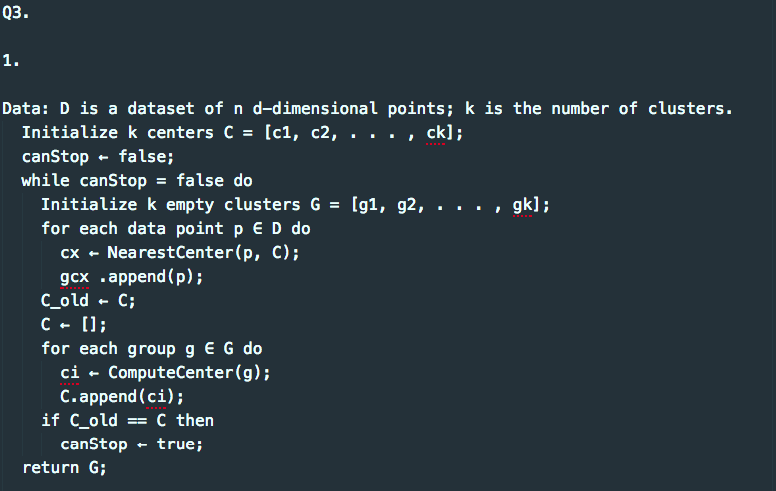 Q3.
1.
Data: D is a dataset of n d-dimensional points; k is the number of clusters.
Initialize k centers C = [c1, c2, . . . , ck];
canStop ← false;
while canStop = false do
Initialize k empty clusters G = [g1, g2, . . . , gk];
for each data point p ∈ D do
cx ← NearestCenter(p, C);
gcx .append(p);
C_old ← C;
C ← [];
for each group g ∈ G do
ci ← ComputeCenter(g);
C.append(ci);
if C_old == C then
canStop ← true;
return G;